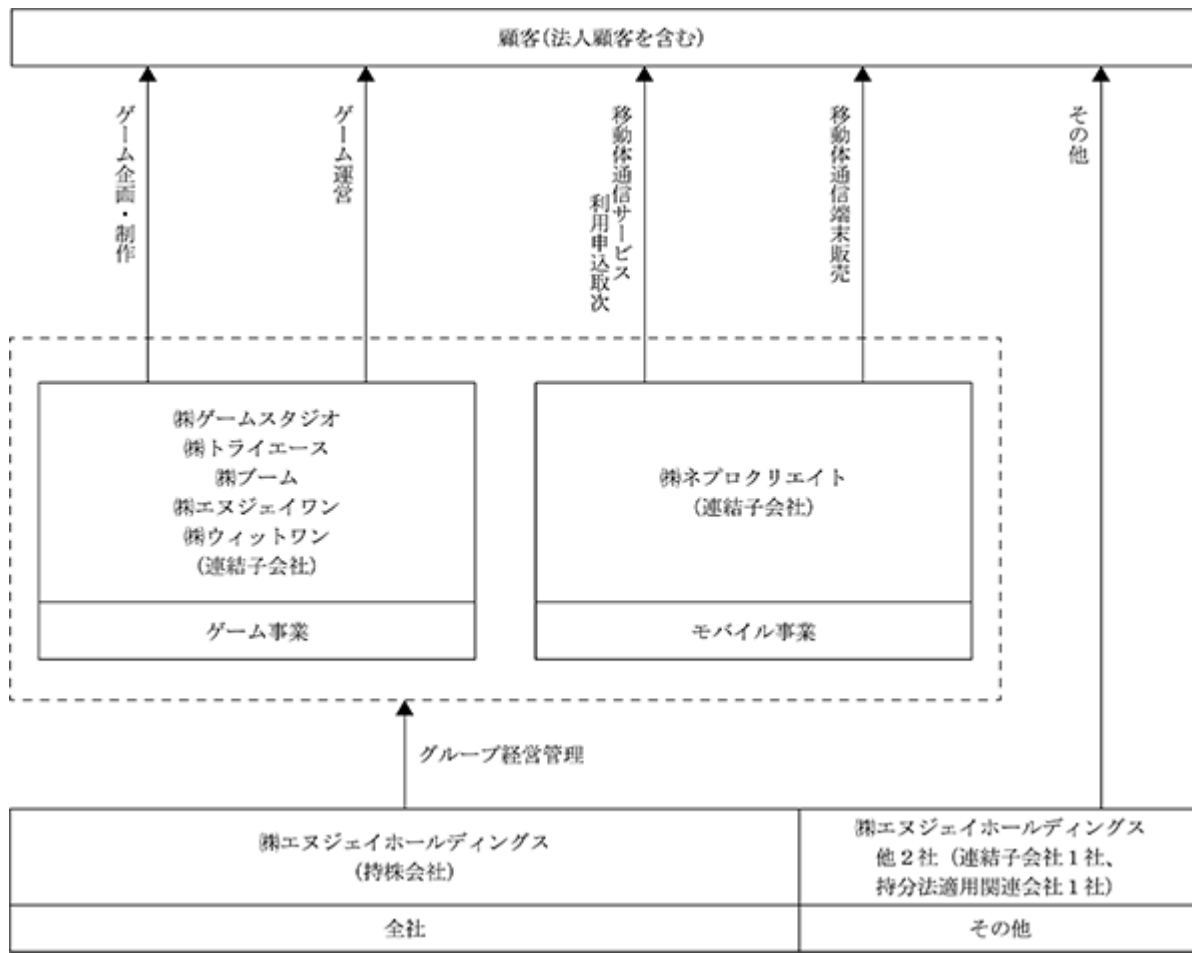 顧客(法人顧客を含む)
ゲーム企画・制作
ゲーム運営
移動体通信サービス
利用申込取次
移動体通信端末販売
その他
㈱ゲームスタジオ
㈱トライエース
㈱ブーム
㈱エヌジェイワン
㈱ウィットワン
(連結子会社)
ゲーム事業
㈱ネプロクリエイト
(連結子会社)
モバイル事業
グループ経営管理
㈱エヌジェイホールディングス
(持株会社)
全社
㈱エヌジェイホールディングス
他2社(連結子会社1社、
持分法適用関連会社1社)
その他